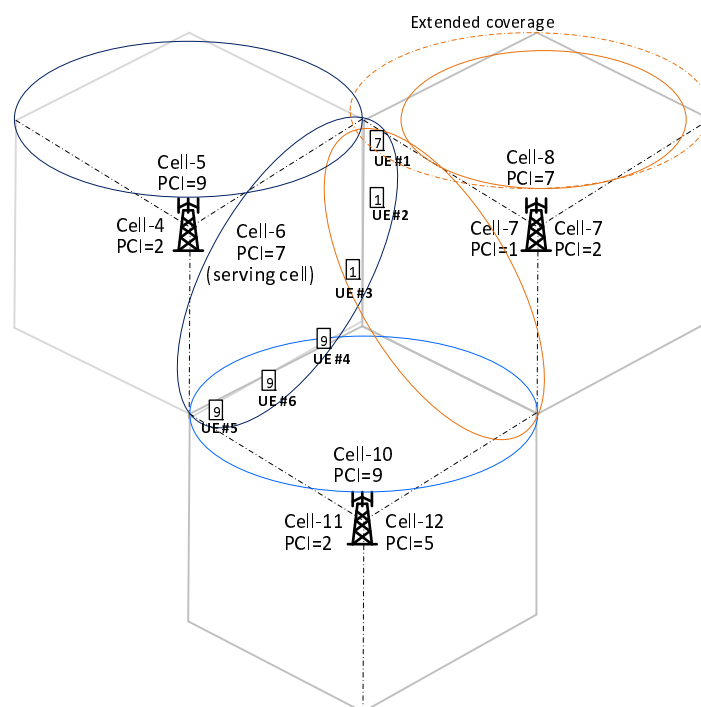 Extended coverage
7
UE #1
Cell-5
PCI=9
Cell-8
PCI=7
1
UE #2
Cell-4
PCI=2
Cell-6
PCI=7
(serving cell)
Cell-7
PCI=1
Cell-7
PCI=2
1
UE #3
9
UE #4
9
UE #6
9
UE #5
Cell-10
PCI=9
Cell-11
PCI=2
Cell-12
PCI=5